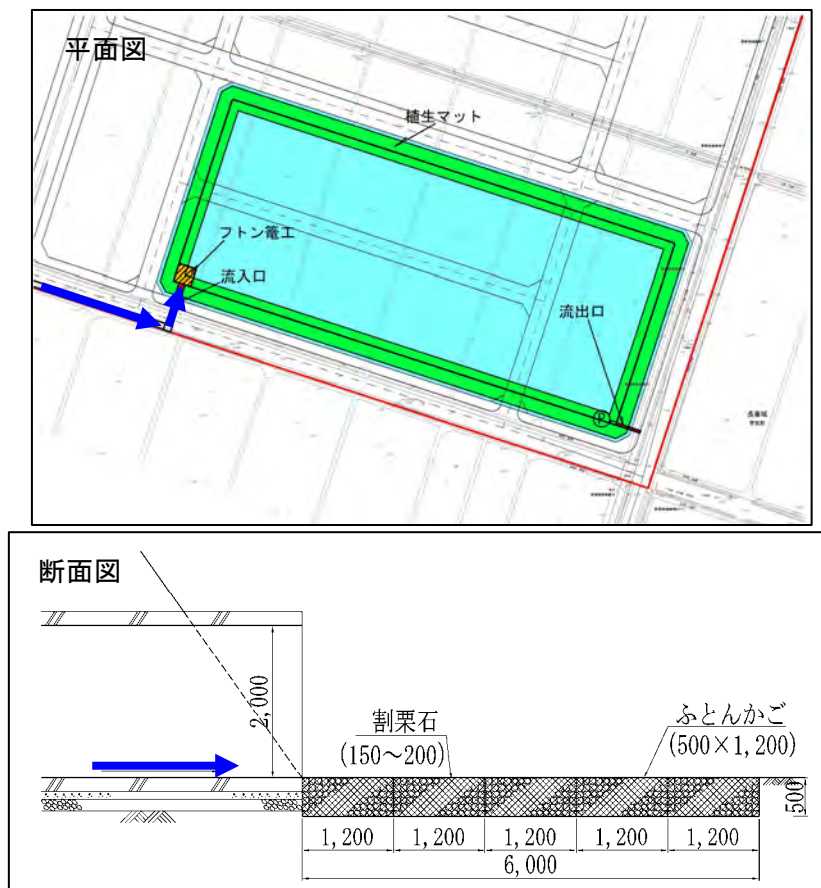 平面図
植生マット
フトン篭工
流入口
流出口
P
断面図
2,000
割栗石
(150～200)
ふとんかご
(500×1,200)
500
1,200
1,200
1,200
1,200
1,200
6,000